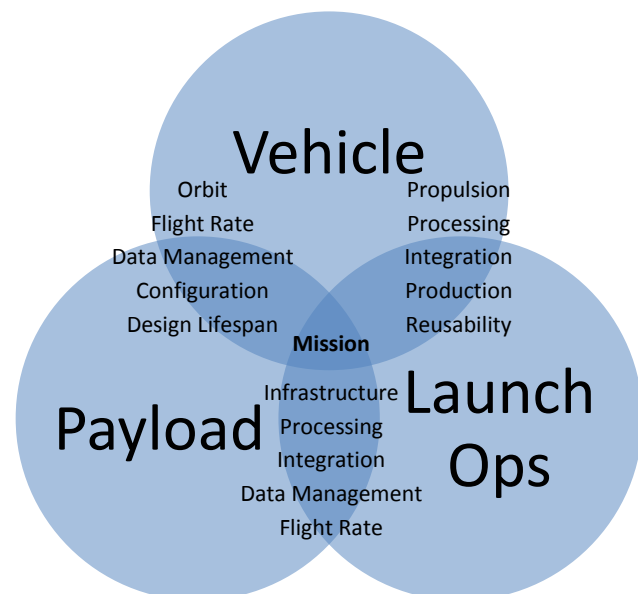 Vehicle
Orbit
Flight Rate
Data Management
Configuration
Design Lifespan
Propulsion
Processing
Integration
Production
Reusability
Mission
Payload
Infrastructure
Processing
Integration
Data Management
Flight Rate
Launch
Ops